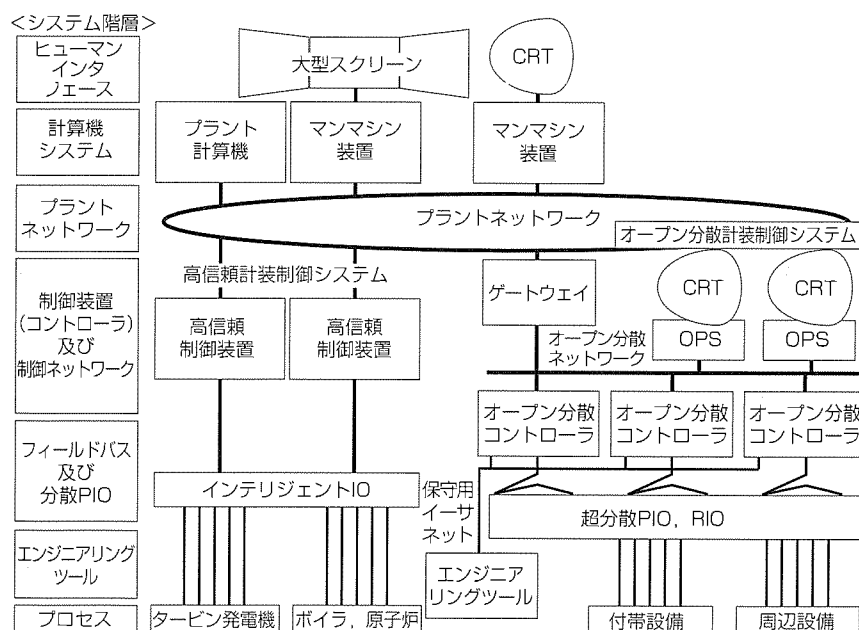 <システム階層>
ヒューマン
インタ
フェース
大型スクリーン
CRT
計算機
システム
プラント
計算機
マンマシン
装置
マンマシン
装置
プラント
ネットワーク
プラントネットワーク
オープン分散計装制御システム
制御装置
(コントローラ)
及び
制御ネットワーク
高信頼計装制御システム
高信頼
制御装置
高信頼
制御装置
ゲートウェイ
CRT
CRT
OPS
OPS
オープン分散
ネットワーク
オープン分散
コントローラ
オープン分散
コントローラ
オープン分散
コントローラ
フィールドバス
及び
分散PIO
インテリジェントIO
保守用
イーサ
ネット
超分散PIO, RIO
エンジニアリング
ツール
エンジニア
リングツール
プロセス
タービン発電機
ボイラ, 原子炉
付帯設備
周辺設備